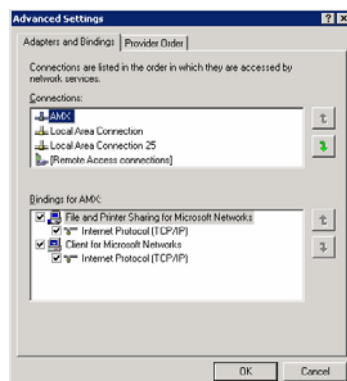 Advanced Settings
Adapters and Bindings
Provider Order
Connections are listed in the order in which they are accessed by
network services.
Connections:
AMX
Local Area Connection
Local Area Connection 25
[Remote Access connections]
Bindings for AMX:
File and Printer Sharing for Microsoft Networks
Internet Protocol (TCP/IP)
Client for Microsoft Networks
Internet Protocol (TCP/IP)
OK
Cancel